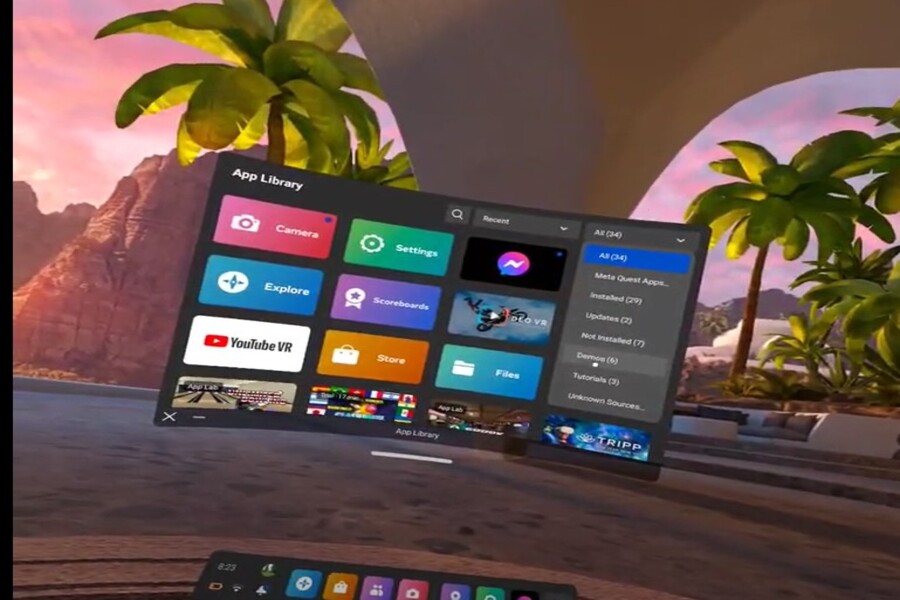 App Library
Recent
All (34)
Camera
Settings
All (34)
Meta Quest Apps...
Explore
Scoreboards
DEO VR
Installed (29)
Updates (2)
YouTube VR
Store
Files
Not Installed (7)
Demos (6)
Tutorials (3)
Unknown Sources...
App Lab
App Lab
TRIPP
App Library
8:23